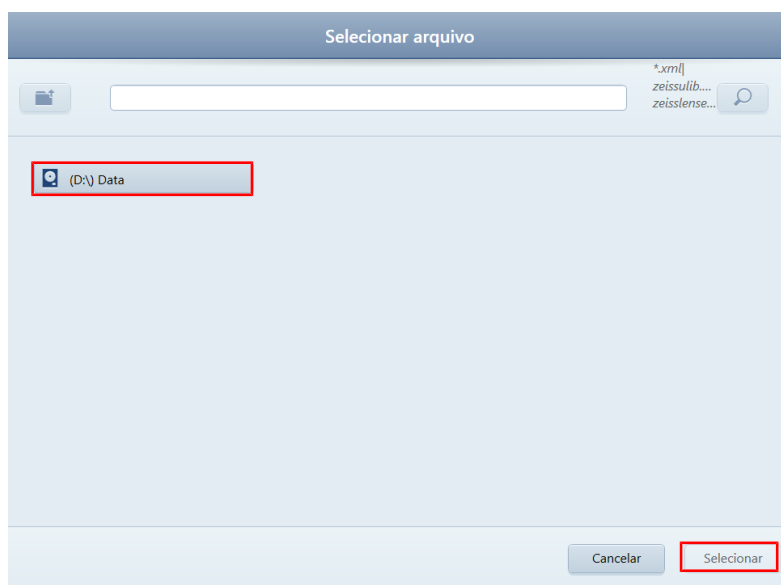 Selecionar arquivo
*.xml|
zeissulib....
zeisslense...
(D:\) Data
Cancelar
Selecionar